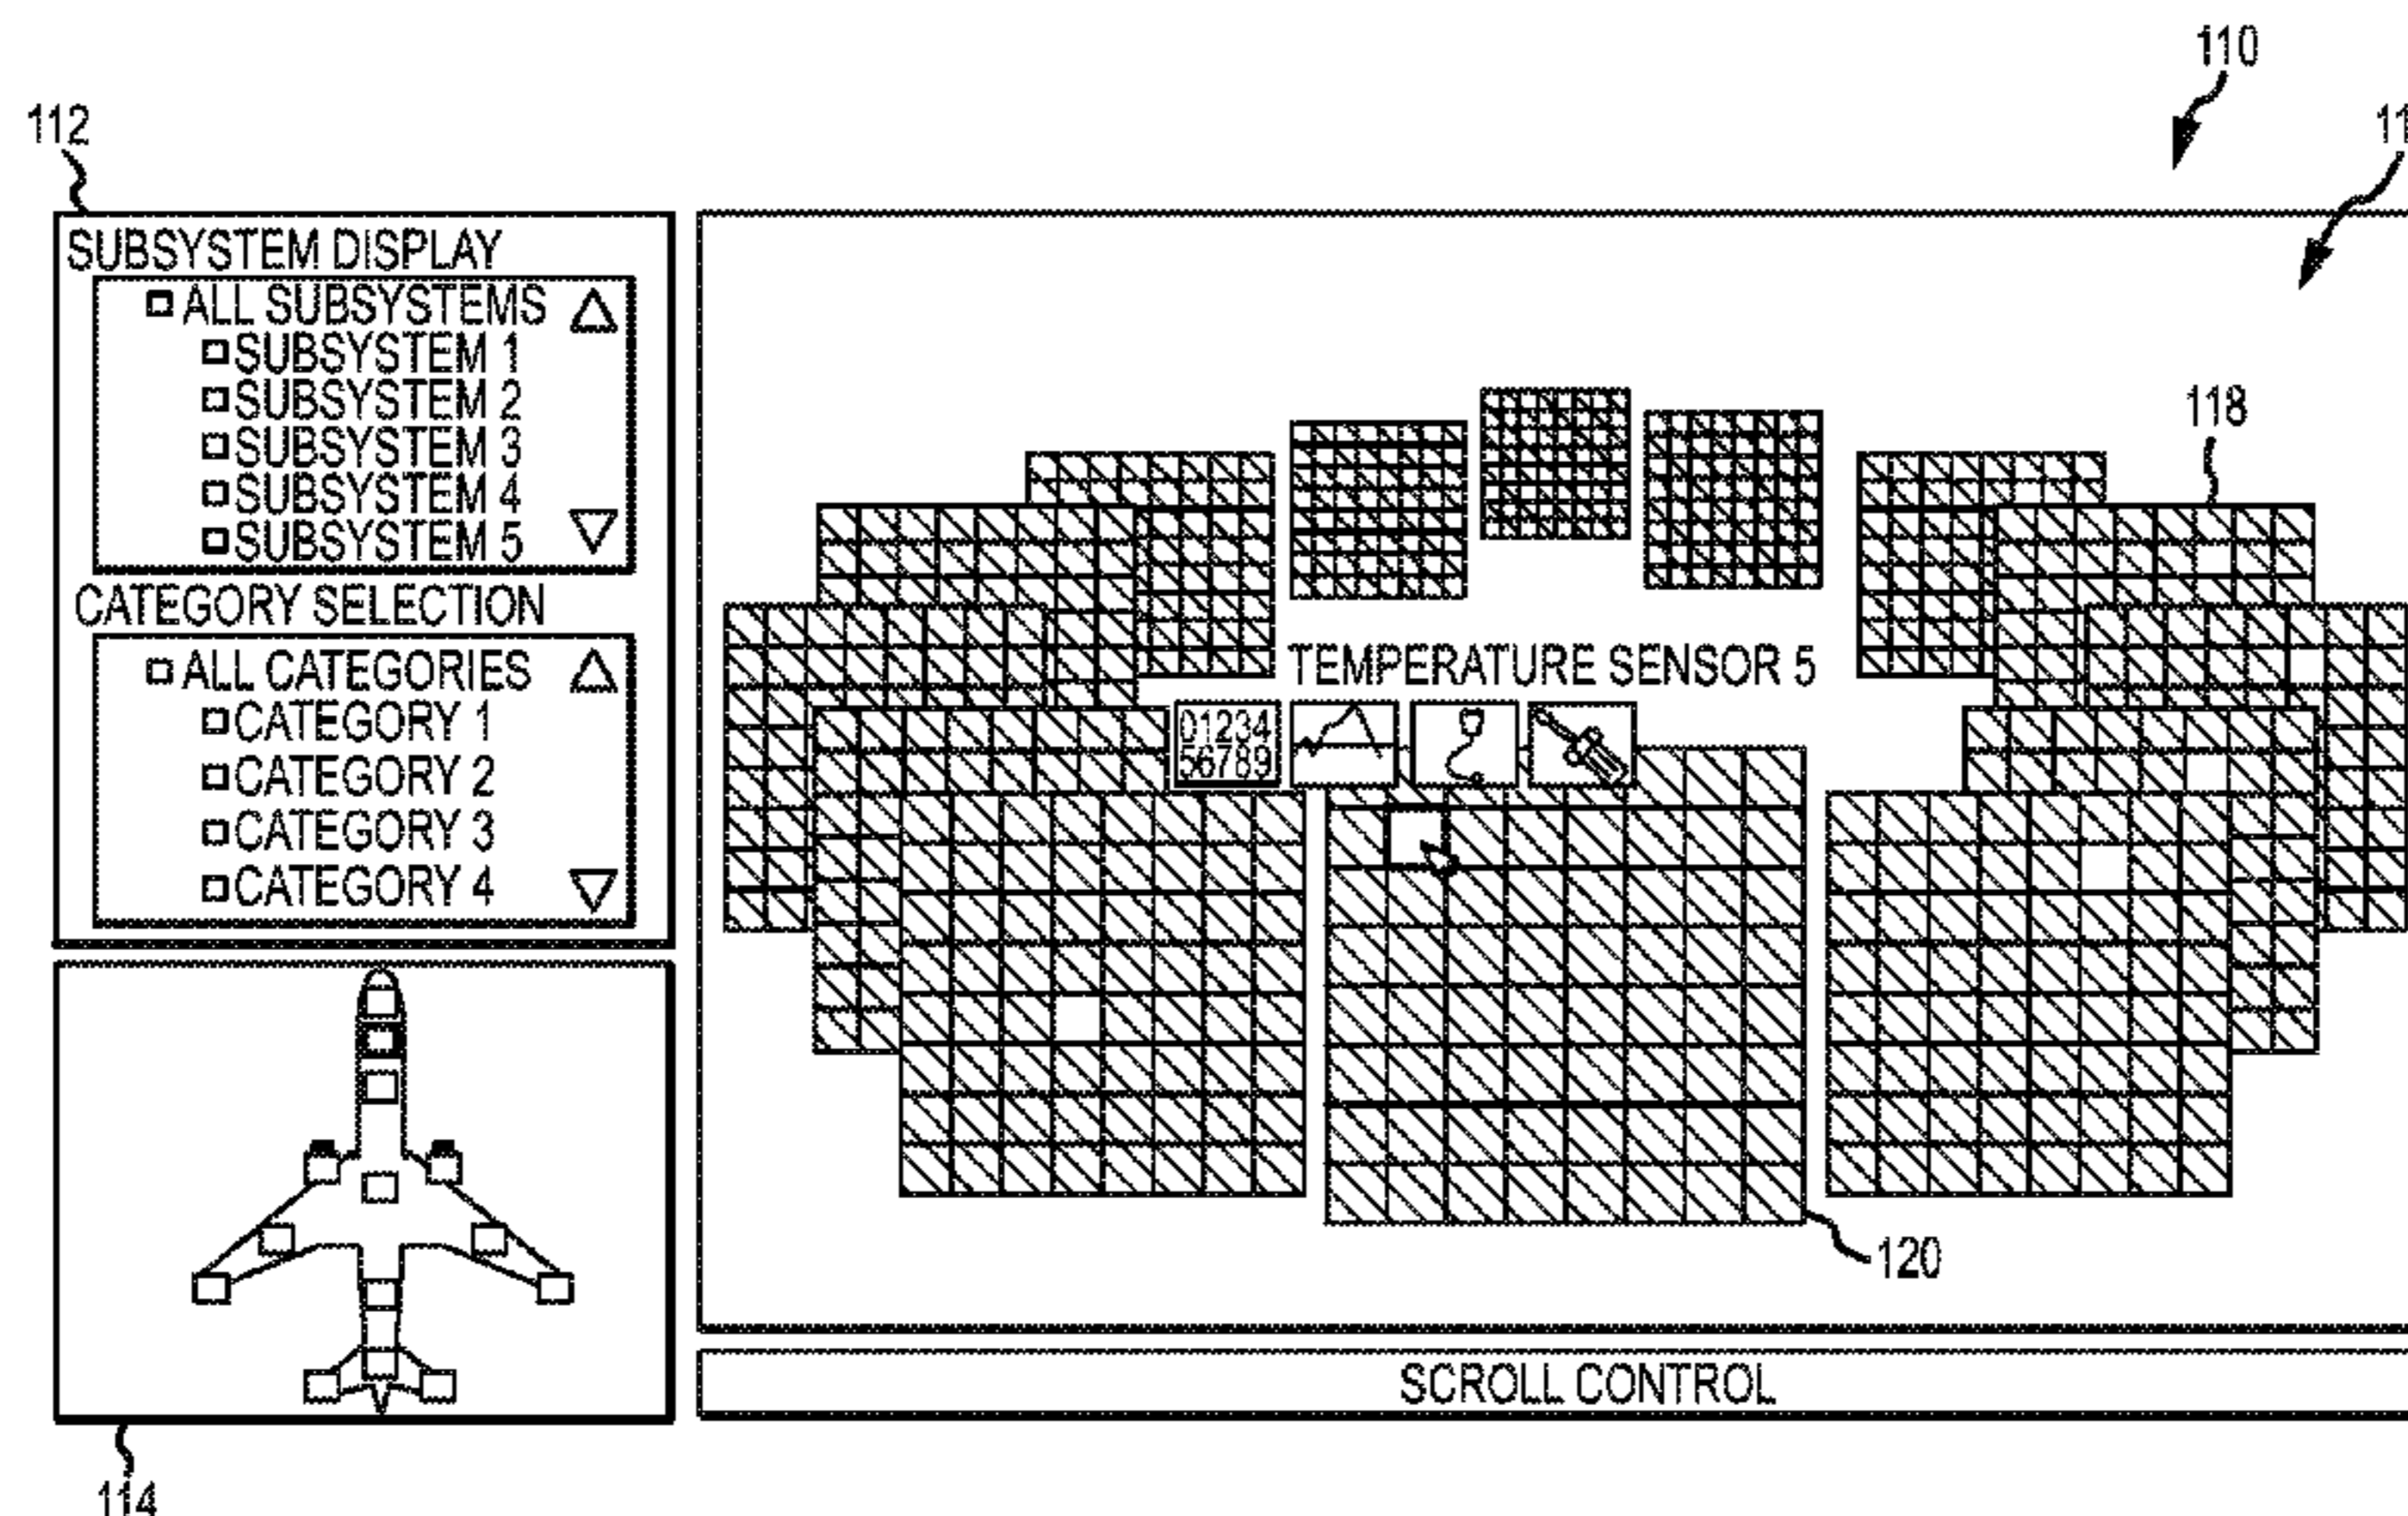 110
112
SUBSYSTEM DISPLAY
ALL SUBSYSTEMS
SUBSYSTEM 1
SUBSYSTEM 2
SUBSYSTEM 3
SUBSYSTEM 4
SUBSYSTEM 5
CATEGORY SELECTION
ALL CATEGORIES
CATEGORY 1
CATEGORY 2
CATEGORY 3
CATEGORY 4
118
TEMPERATURE SENSOR 5
01234
56789
120
SCROLL CONTROL
114